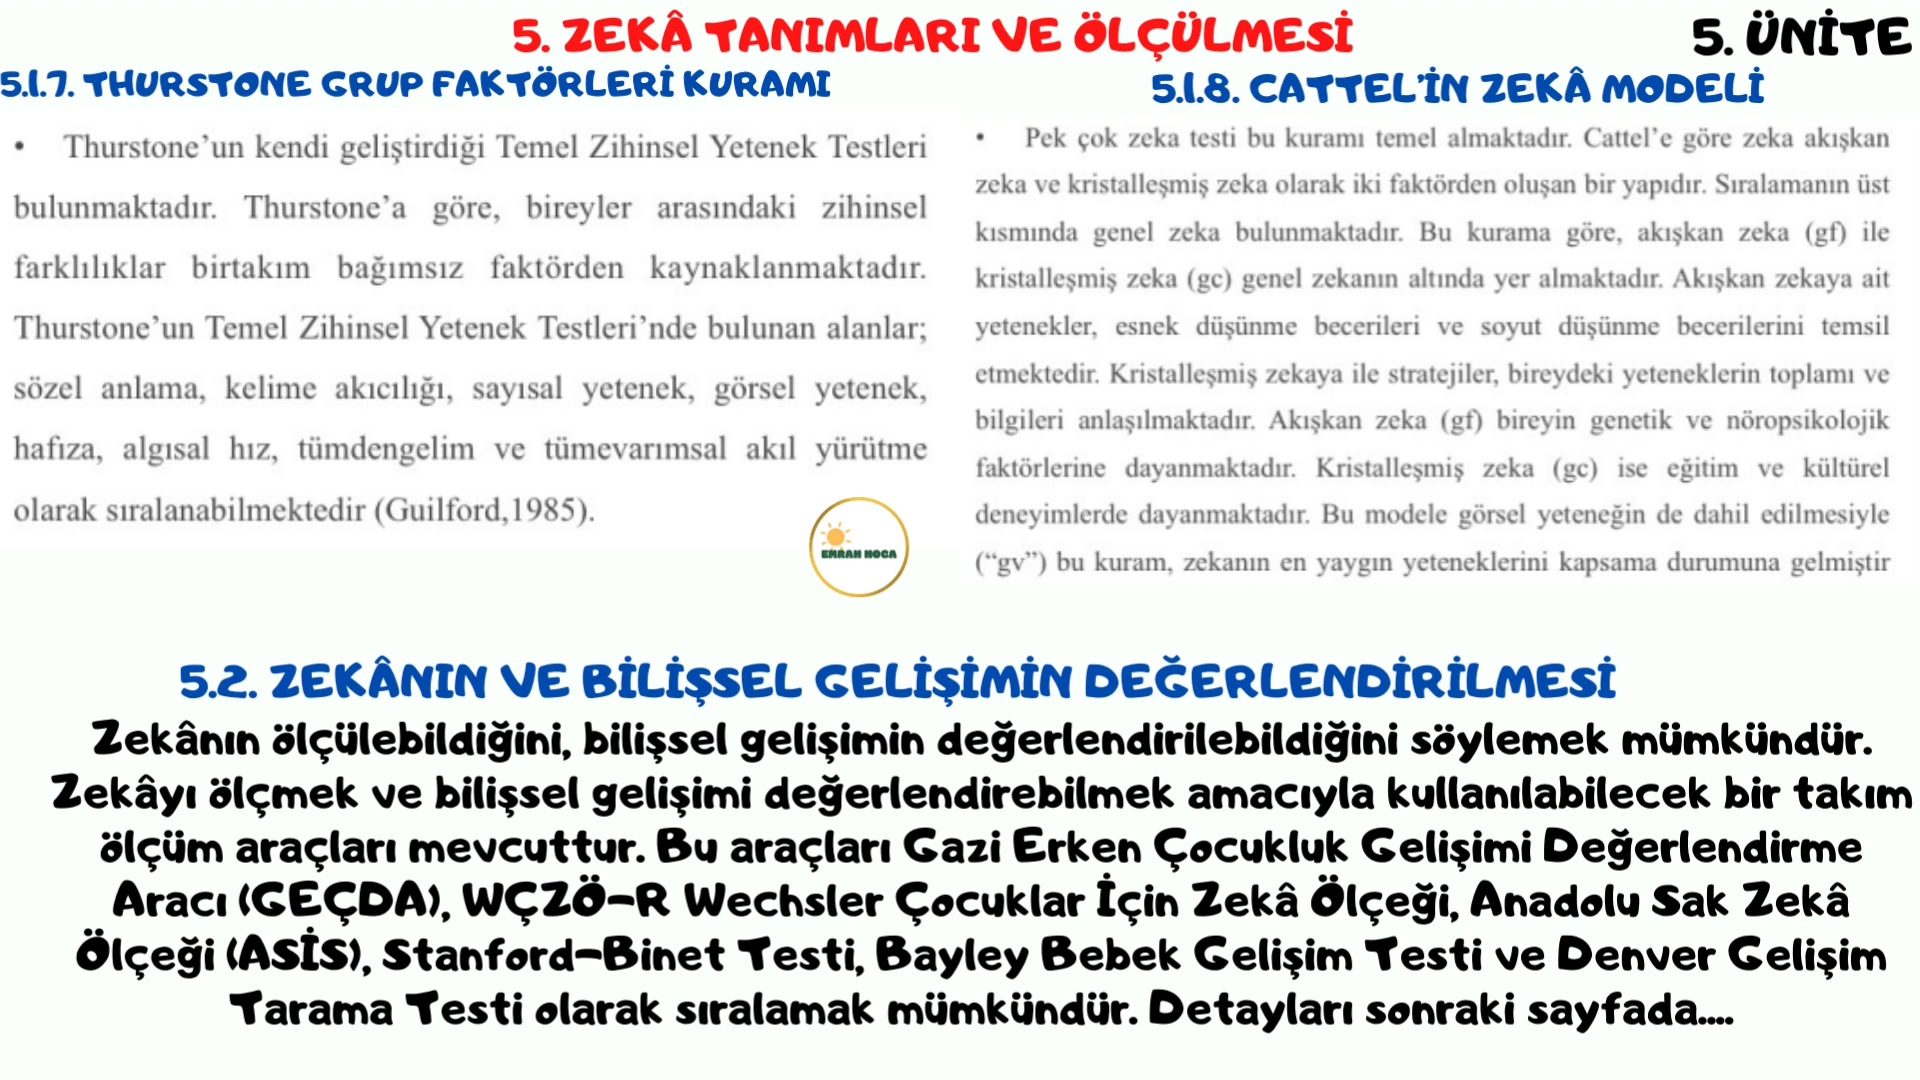 5. ZEKÂ TANIMLARI VE ÖLÇÜLMESİ
5. ÜNİTE
5.1.7. THURSTONE GRUP FAKTÖRLERİ KURAMI
• Thurstone’un kendi geliştirdiği Temel Zihinsel Yetenek Testleri
bulunmaktadır. Thurstone’a göre, bireyler arasındaki zihinsel
farklılıklar birtakım bağımsız faktörden kaynaklanmaktadır.
Thurstone’un Temel Zihinsel Yetenek Testleri’nde bulunan alanlar;
sözel anlama, kelime akıcılığı, sayısal yetenek, görsel yetenek,
hafıza, algısal hız, tümdengelim ve tümevarımsal akıl yürütme
olarak sıralanabilmektedir (Guilford,1985).
5.1.8. CATTEL’İN ZEKÂ MODELİ
• Pek çok zeka testi bu kuramı temel almaktadır. Cattel’e göre zeka akışkan
zeka ve kristalleşmiş zeka olarak iki faktörden oluşan bir yapıdır. Sıralamanın üst
kısmında genel zeka bulunmaktadır. Bu kurama göre, akışkan zeka (gf) ile
kristalleşmiş zeka (gc) genel zekanın altında yer almaktadır. Akışkan zekaya ait
yetenekler, esnek düşünme becerileri ve soyut düşünme becerilerini temsil
etmektedir. Kristalleşmiş zekaya ile stratejiler, bireydeki yeteneklerin toplamı ve
bilgileri anlaşılmaktadır. Akışkan zeka (gf) bireyin genetik ve nöropsikolojik
faktörlerine dayanmaktadır. Kristalleşmiş zeka (gc) ise eğitim ve kültürel
deneyimlerde dayanmaktadır. Bu modele görsel yeteneğin de dahil edilmesiyle
(“gv”) bu kuram, zekanın en yaygın yeteneklerini kapsama durumuna gelmiştir
EMRAH HOCA
5.2. ZEKÂNIN VE BİLİŞSEL GELİŞİMİN DEĞERLENDİRİLMESİ
Zekânın ölçülebildiğini, bilişsel gelişimin değerlendirilebildiğini söylemek mümkündür.
Zekâyı ölçmek ve bilişsel gelişimi değerlendirebilmek amacıyla kullanılabilecek bir takım
ölçüm araçları mevcuttur. Bu araçları Gazi Erken Çocukluk Gelişimi Değerlendirme
Aracı (GEÇDA), WÇZÖ-R Wechsler Çocuklar İçin Zekâ Ölçeği, Anadolu Sak Zekâ
Ölçeği (ASİS), Stanford-Binet Testi, Bayley Bebek Gelişim Testi ve Denver Gelişim
Tarama Testi olarak sıralamak mümkündür. Detayları sonraki sayfada....